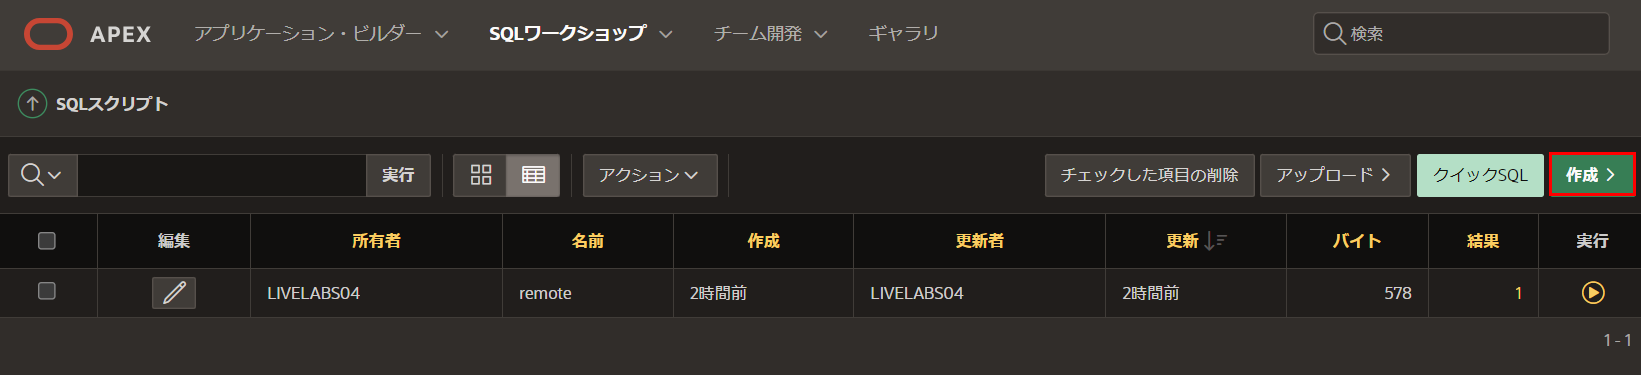 APEX アプリケーション・ビルダー SQLワークショップ チーム開発 ギャラリ 検索
SQLスクリプト
実行 アクション チェックした項目の削除 アップロード クイックSQL 作成
編集 所有者 名前 作成 更新者 更新 バイト 結果 実行
LIVELABS04 remote 2時間前 LIVELABS04 2時間前 578 1
1 - 1